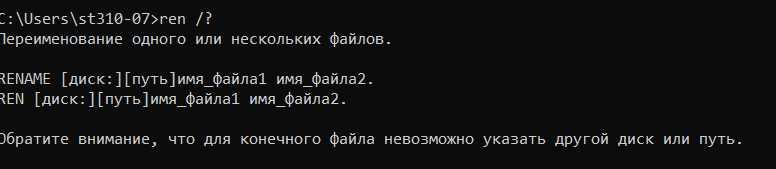 C:\Users\st310-07>ren /?
Переименование одного или нескольких файлов.
RENAME [диск:][путь]имя_файла1 имя_файла2.
REN [диск:][путь]имя_файла1 имя_файла2.
Обратите внимание, что для конечного файла невозможно указать другой диск или путь.